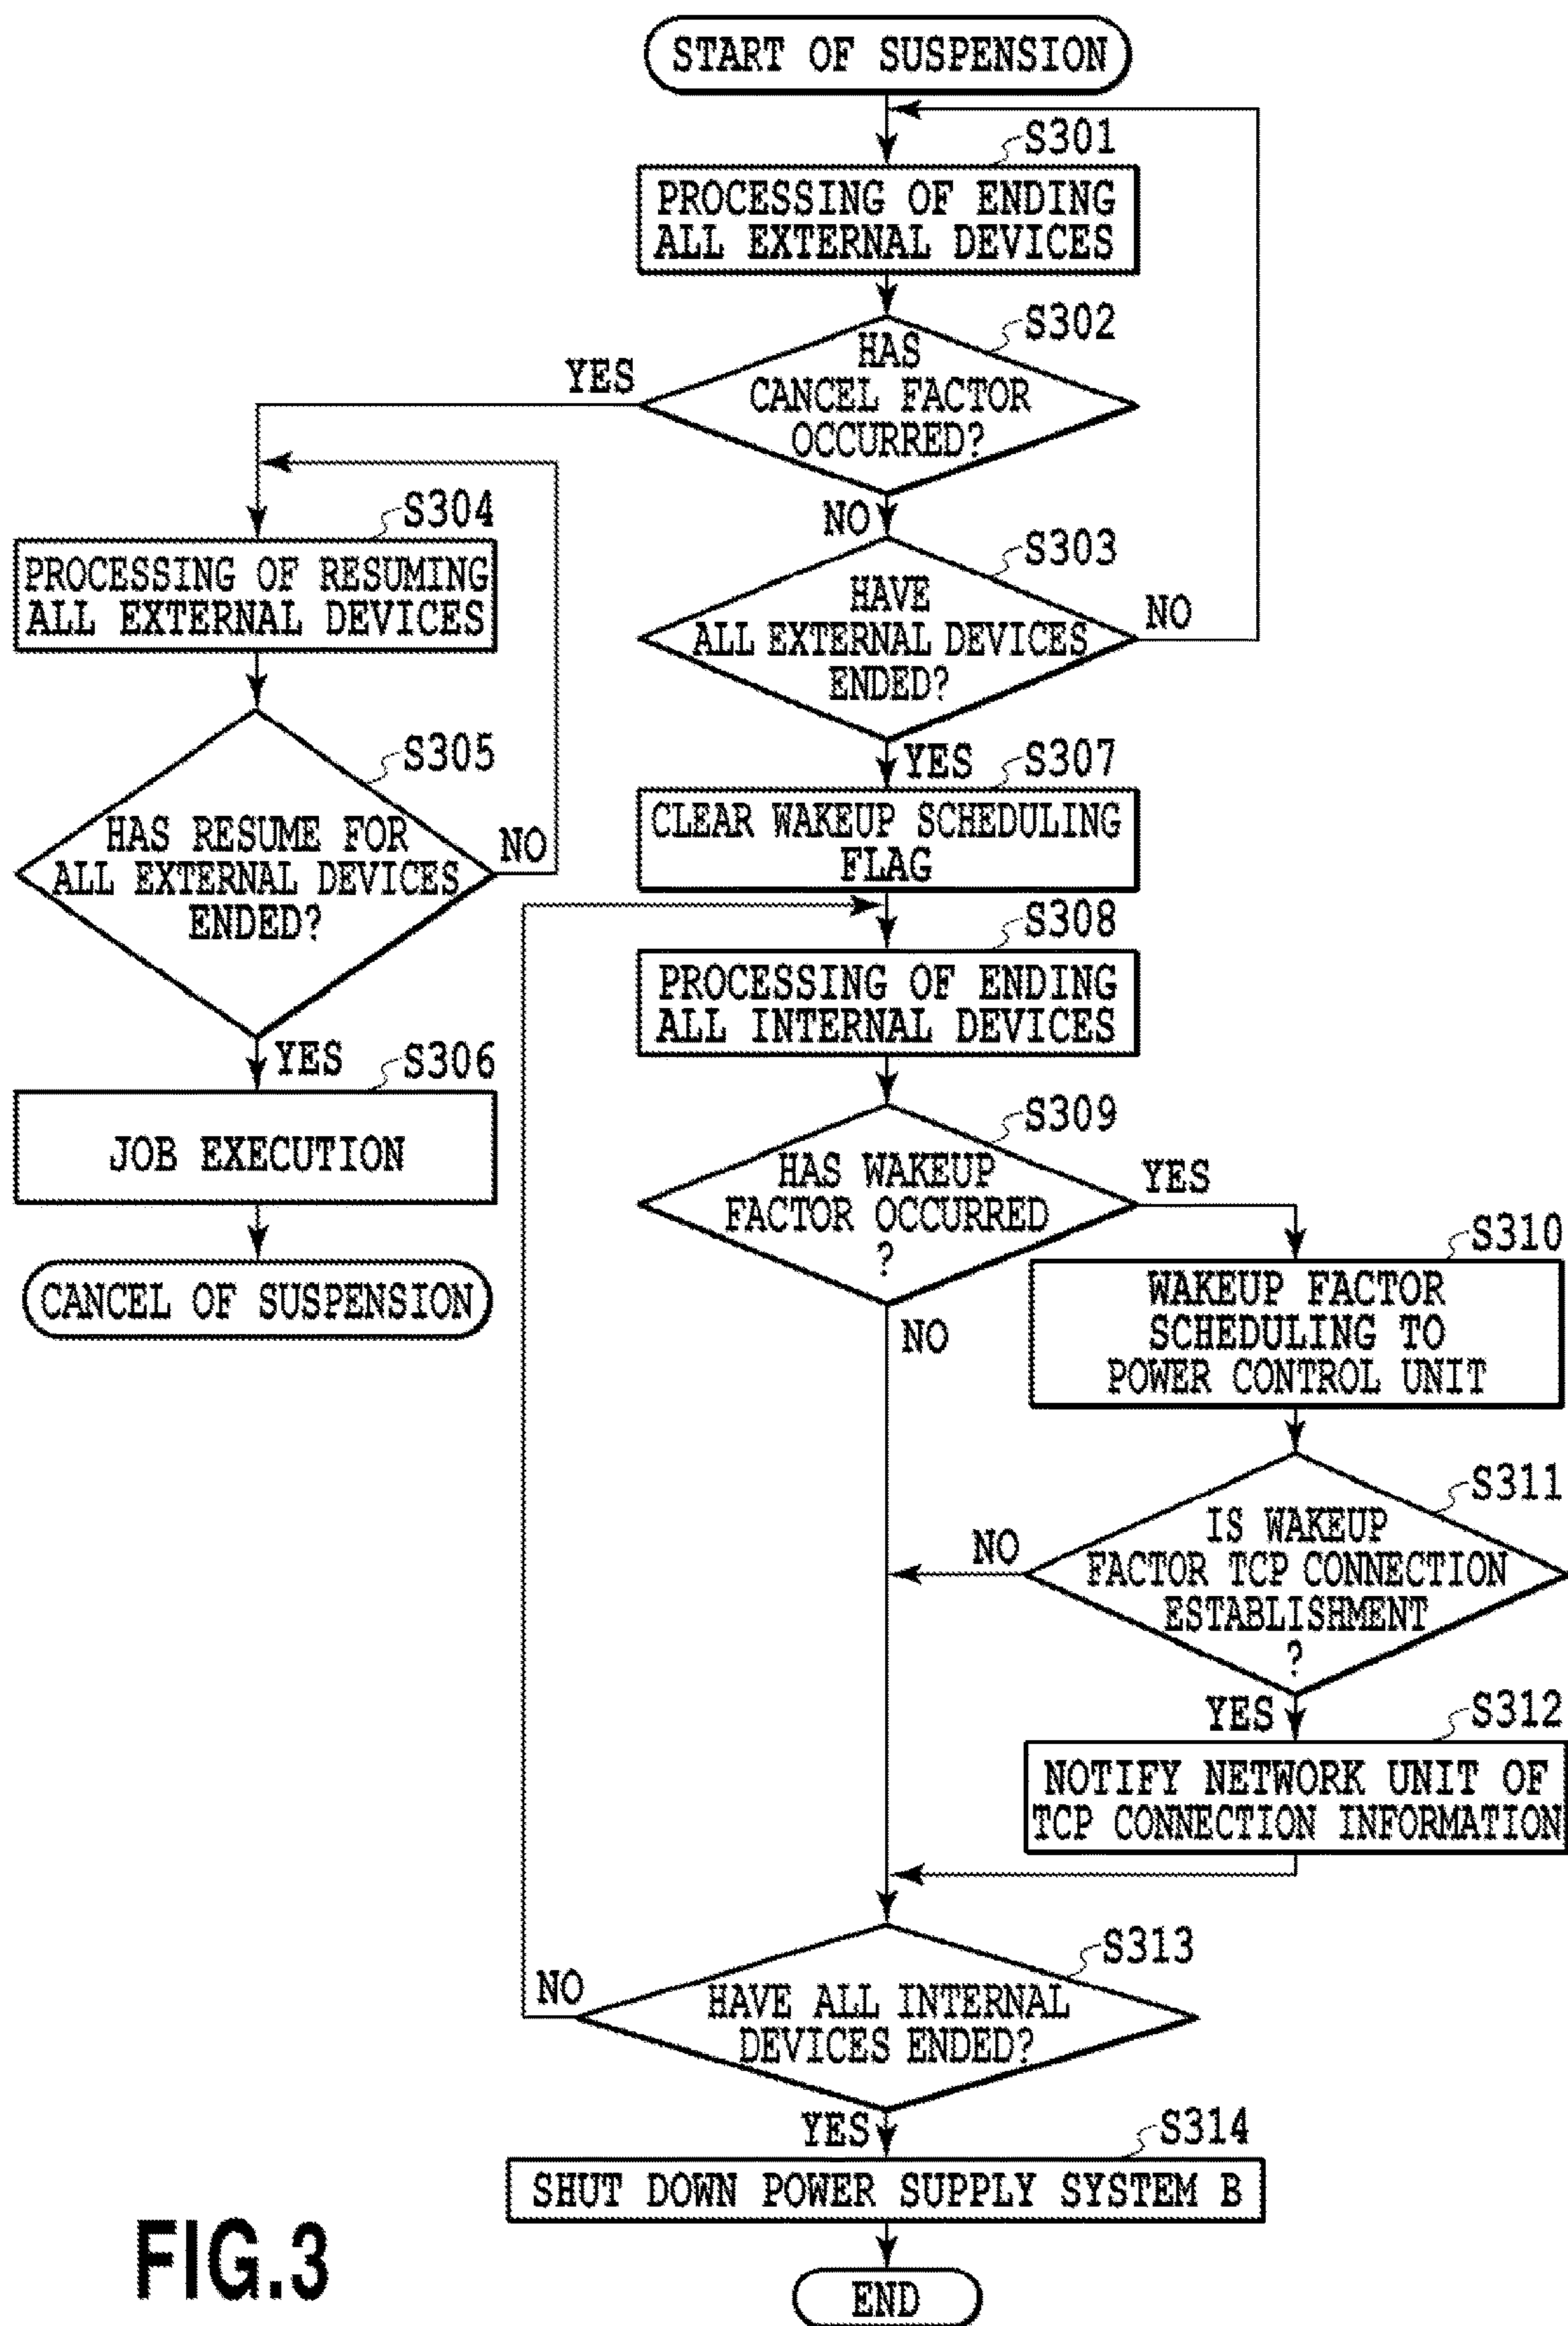 START OF SUSPENSION
S301
PROCESSING OF ENDING
ALL EXTERNAL DEVICES
S302
HAS
CANCEL FACTOR
OCCURRED?
YES
NO
S303
HAVE
ALL EXTERNAL DEVICES
ENDED?
NO
YES
S304
PROCESSING OF RESUMING
ALL EXTERNAL DEVICES
S305
HAS RESUME FOR
ALL EXTERNAL DEVICES
ENDED?
NO
YES
S306
JOB EXECUTION
CANCEL OF SUSPENSION
S307
CLEAR WAKEUP SCHEDULING
FLAG
S308
PROCESSING OF ENDING
ALL INTERNAL DEVICES
S309
HAS WAKEUP
FACTOR OCCURRED
?
YES
NO
S310
WAKEUP FACTOR
SCHEDULING TO
POWER CONTROL UNIT
S311
IS WAKEUP
FACTOR TCP CONNECTION
ESTABLISHMENT
?
NO
YES
S312
NOTIFY NETWORK UNIT OF
TCP CONNECTION INFORMATION
S313
HAVE ALL INTERNAL
DEVICES ENDED?
NO
YES
S314
SHUT DOWN POWER SUPPLY SYSTEM B
END
FIG.3